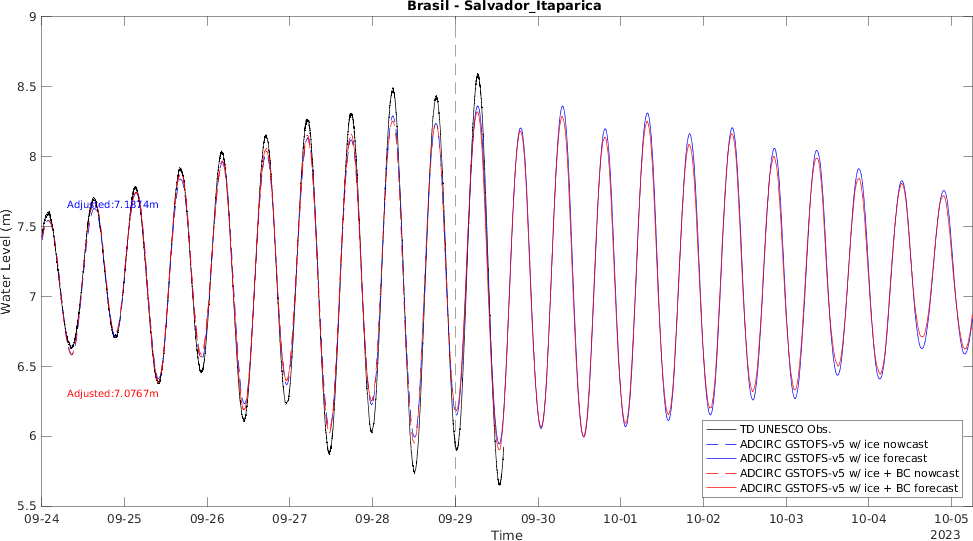 Brasil - Salvador_Itaparica
9
8.5
8
7.5
7
6.5
6
5.5
Water Level (m)
Adjusted:7.1374m
Adjusted:7.0767m
TD UNESCO Obs.
ADCIRC GSTOFS-v5 w/ ice nowcast
ADCIRC GSTOFS-v5 w/ ice forecast
ADCIRC GSTOFS-v5 w/ ice + BC nowcast
ADCIRC GSTOFS-v5 w/ ice + BC forecast
09-24 09-25 09-26 09-27 09-28 09-29 09-30 10-01 10-02 10-03 10-04 10-05
Time
2023